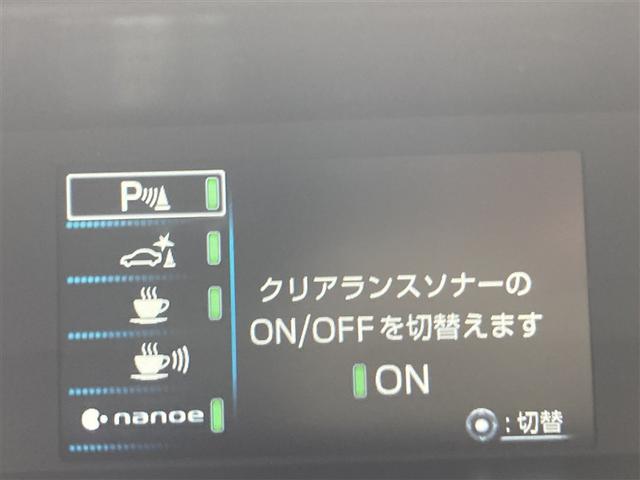 P
nanoe
クリアランスソナーの
ON/OFFを切替えます
ON
:切替